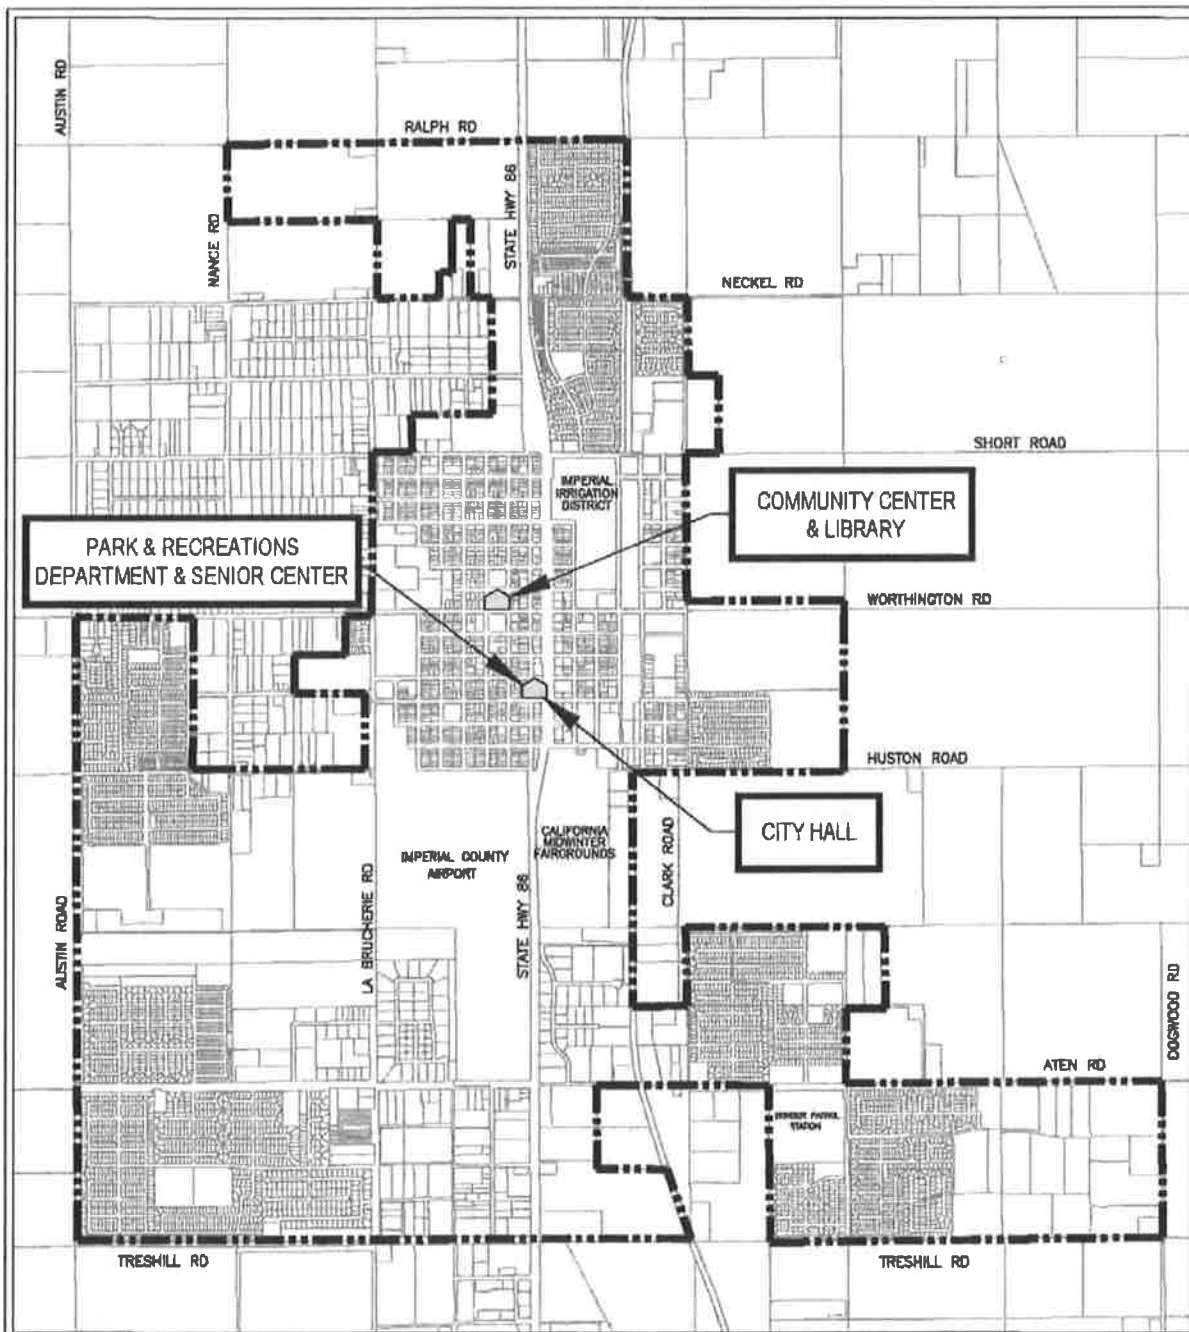 AUSTIN RD
RALPH RD
STATE HWY 86
NANCE RD
NECKEL RD
SHORT ROAD
IMPERIAL
IRRIGATION
DISTRICT
COMMUNITY CENTER
& LIBRARY
PARK & RECREATIONS
DEPARTMENT & SENIOR CENTER
WORTHINGTON RD
HUSTON ROAD
CITY HALL
CALIFORNIA
MIDWINTER
FAIRGROUNDS
CLARK ROAD
IMPERIAL COUNTY
AIRPORT
LA BRUCHERIE RD
STATE HWY 86
AUSTIN ROAD
DOGWOOD RD
ATEN RD
BORDER PATROL
STATION
TRESHILL RD
TRESHILL RD